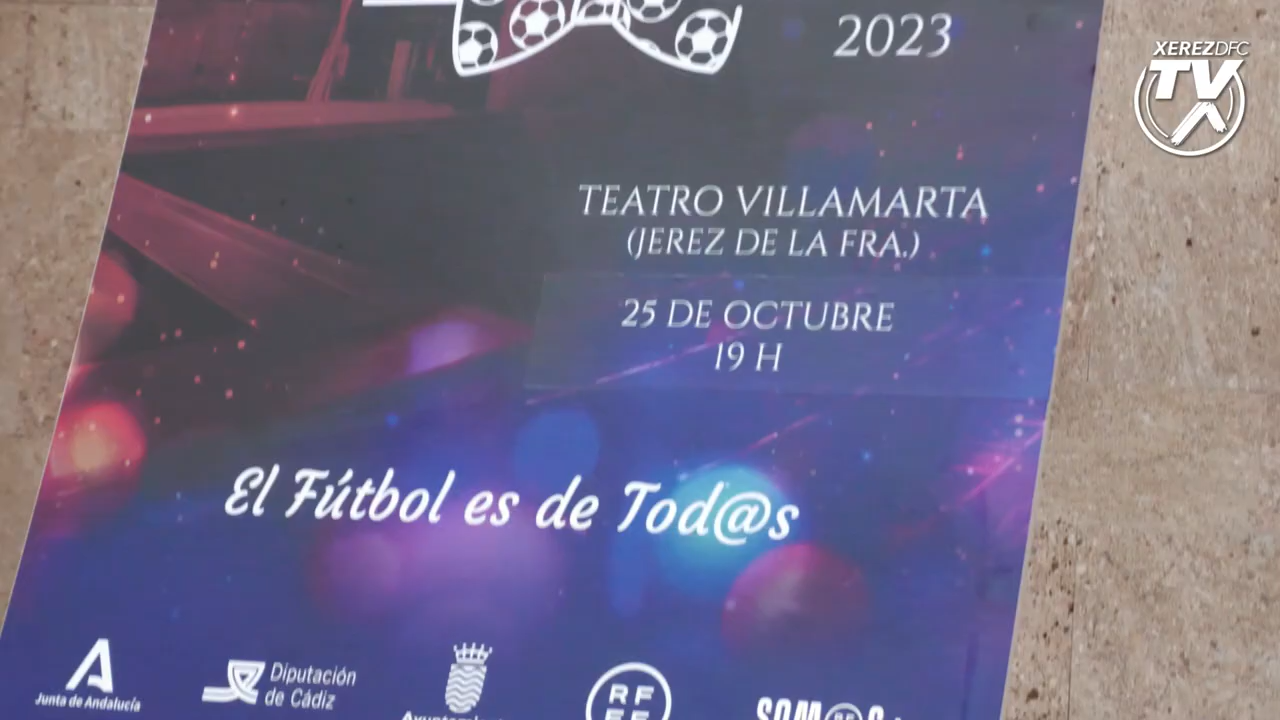 2023
XEREZDFC
TV
TEATRO VILLAMARTA
(JEREZ DE LA FRA.)
25 DE OCTUBRE
19 H
El Fútbol es de Tod@s
Junta de Andalucía
Diputación
de Cádiz
RF